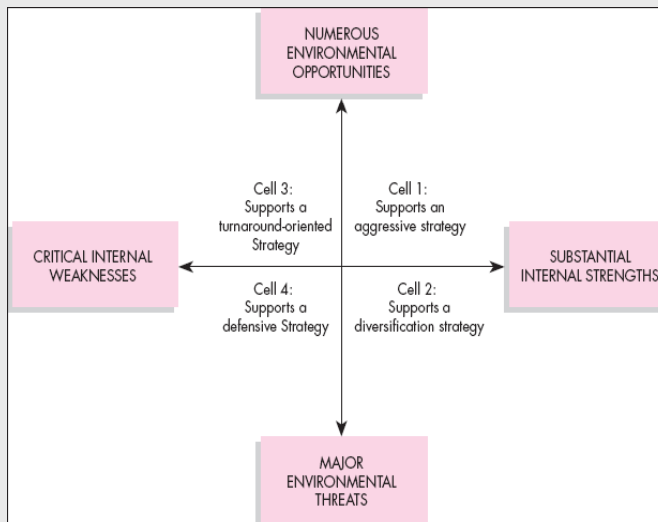 NUMEROUS
ENVIRONMENTAL
OPPORTUNITIES
Cell 3:
Supports a
turnaround-oriented
Strategy
Cell 1:
Supports an
aggressive strategy
CRITICAL INTERNAL
WEAKNESSES
SUBSTANTIAL
INTERNAL STRENGTHS
Cell 4:
Supports a
defensive Strategy
Cell 2:
Supports a
diversification strategy
MAJOR
ENVIRONMENTAL
THREATS